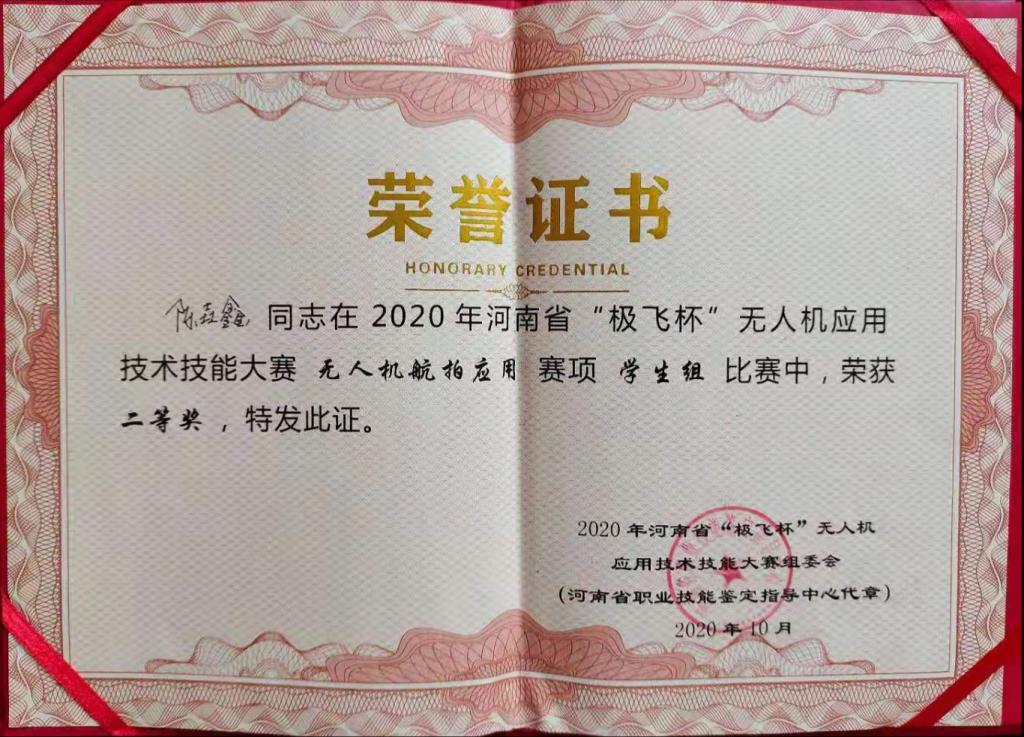 荣誉证书
HONORARY CREDENTIAL
陈垚鑫 同志在 2020 年河南省“极飞杯”无人机应用
技术技能大赛 无人机航拍应用 赛项 学生组 比赛中，荣获
二等奖 ，特发此证。
2020 年河南省“极飞杯”无人机
应用技术技能大赛组委会
（河南省职业技能鉴定指导中心代章）
2020 年 10 月